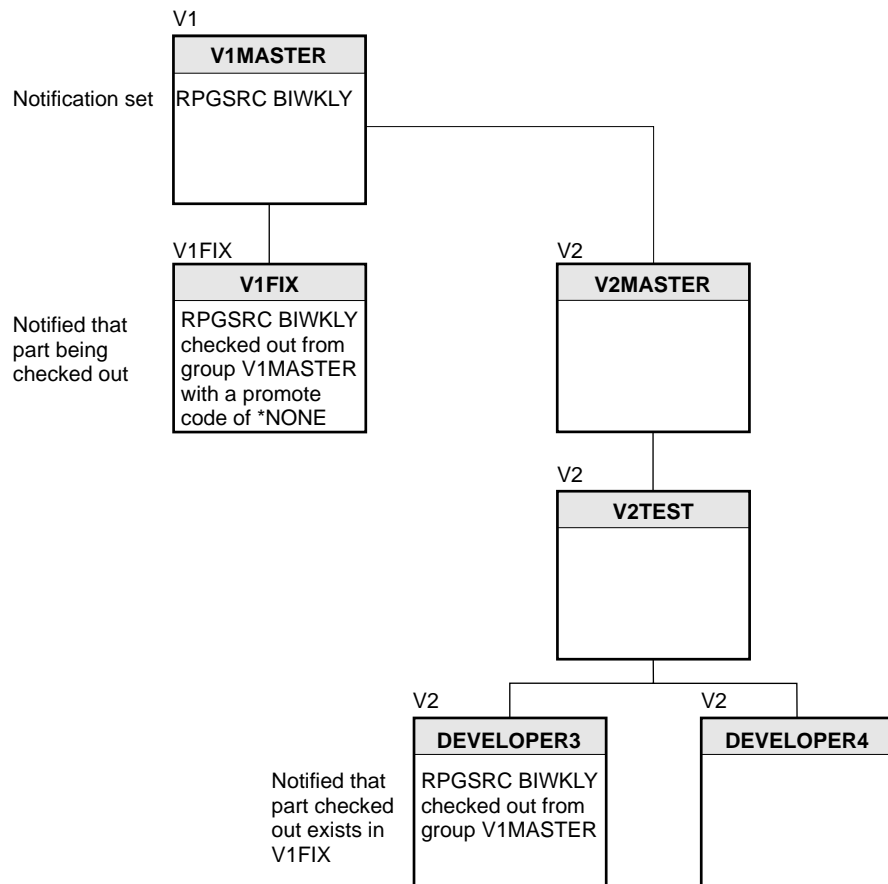 V1
V1MASTER
Notification set
RPGSRC BIWKLY
V1FIX
V1FIX
Notified that
part being
checked out
RPGSRC BIWKLY
checked out from
group V1MASTER
with a promote
code of *NONE
V2
V2MASTER
V2
V2TEST
V2
DEVELOPER3
Notified that
part checked
out exists in
V1FIX
RPGSRC BIWKLY
checked out from
group V1MASTER
V2
DEVELOPER4